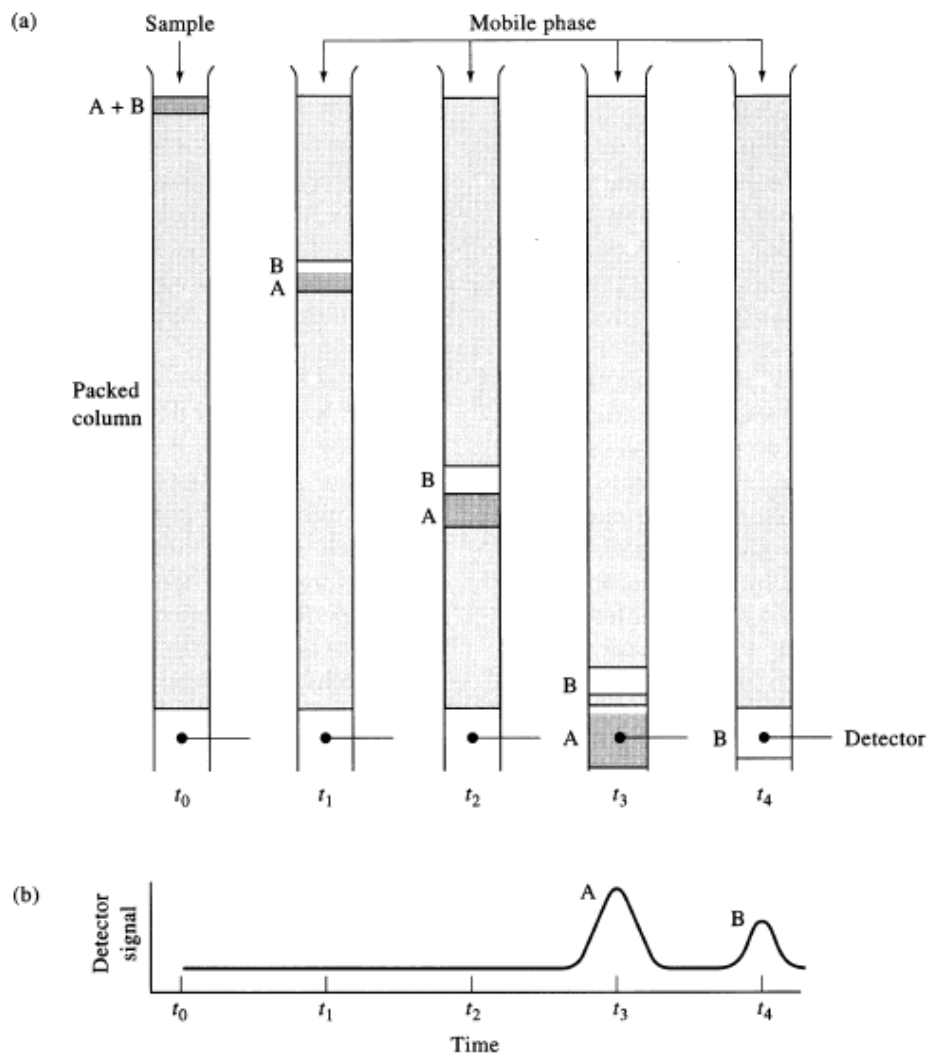 (a)
Sample
Mobile phase
A + B
B
A
Packed
column
B
A
B
A
B
Detector
t0
t1
t2
t3
t4
(b)
Detector
signal
A
B
t0
t1
t2
t3
t4
Time